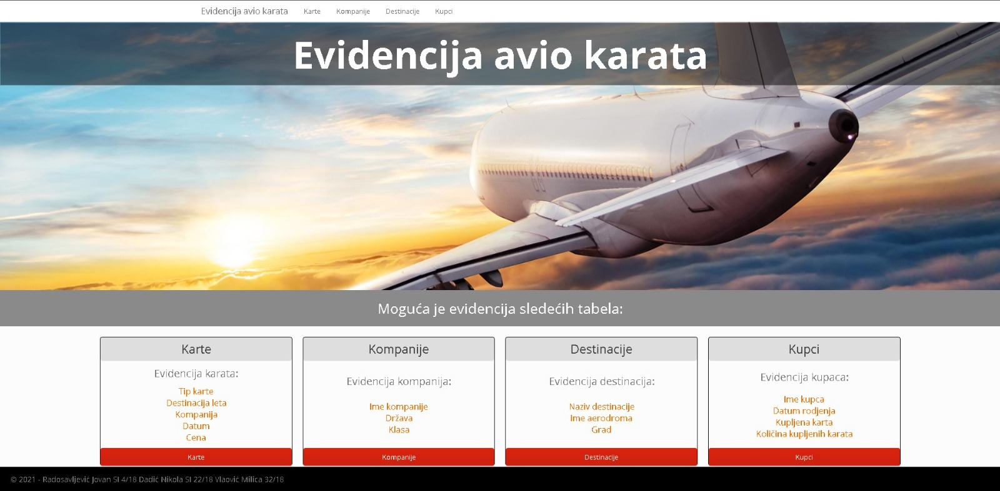 Evidencija avio karata Karte Kompanije Destinacije Kupci
Evidencija avio karata
Moguća je evidencija sledećih tabela:
Karte
Evidencija karata:
Tip karte
Destinacija leta
Kompanija
Datum
Cena
Karte
Kompanije
Evidencija kompanija:
Ime kompanije
Država
Klasa
Kompanije
Destinacije
Evidencija destinacija:
Naziv destinacije
Ime aerodroma
Grad
Destinacije
Kupci
Evidencija kupaca:
Ime kupca
Datum rodjenja
Kupljena karta
Količina kupljenih karata
Kupci
© 2021 - Radosavljević Jovan SI 4/18 Dadić Nikola SI 22/18 Vlaović Milica 32/18